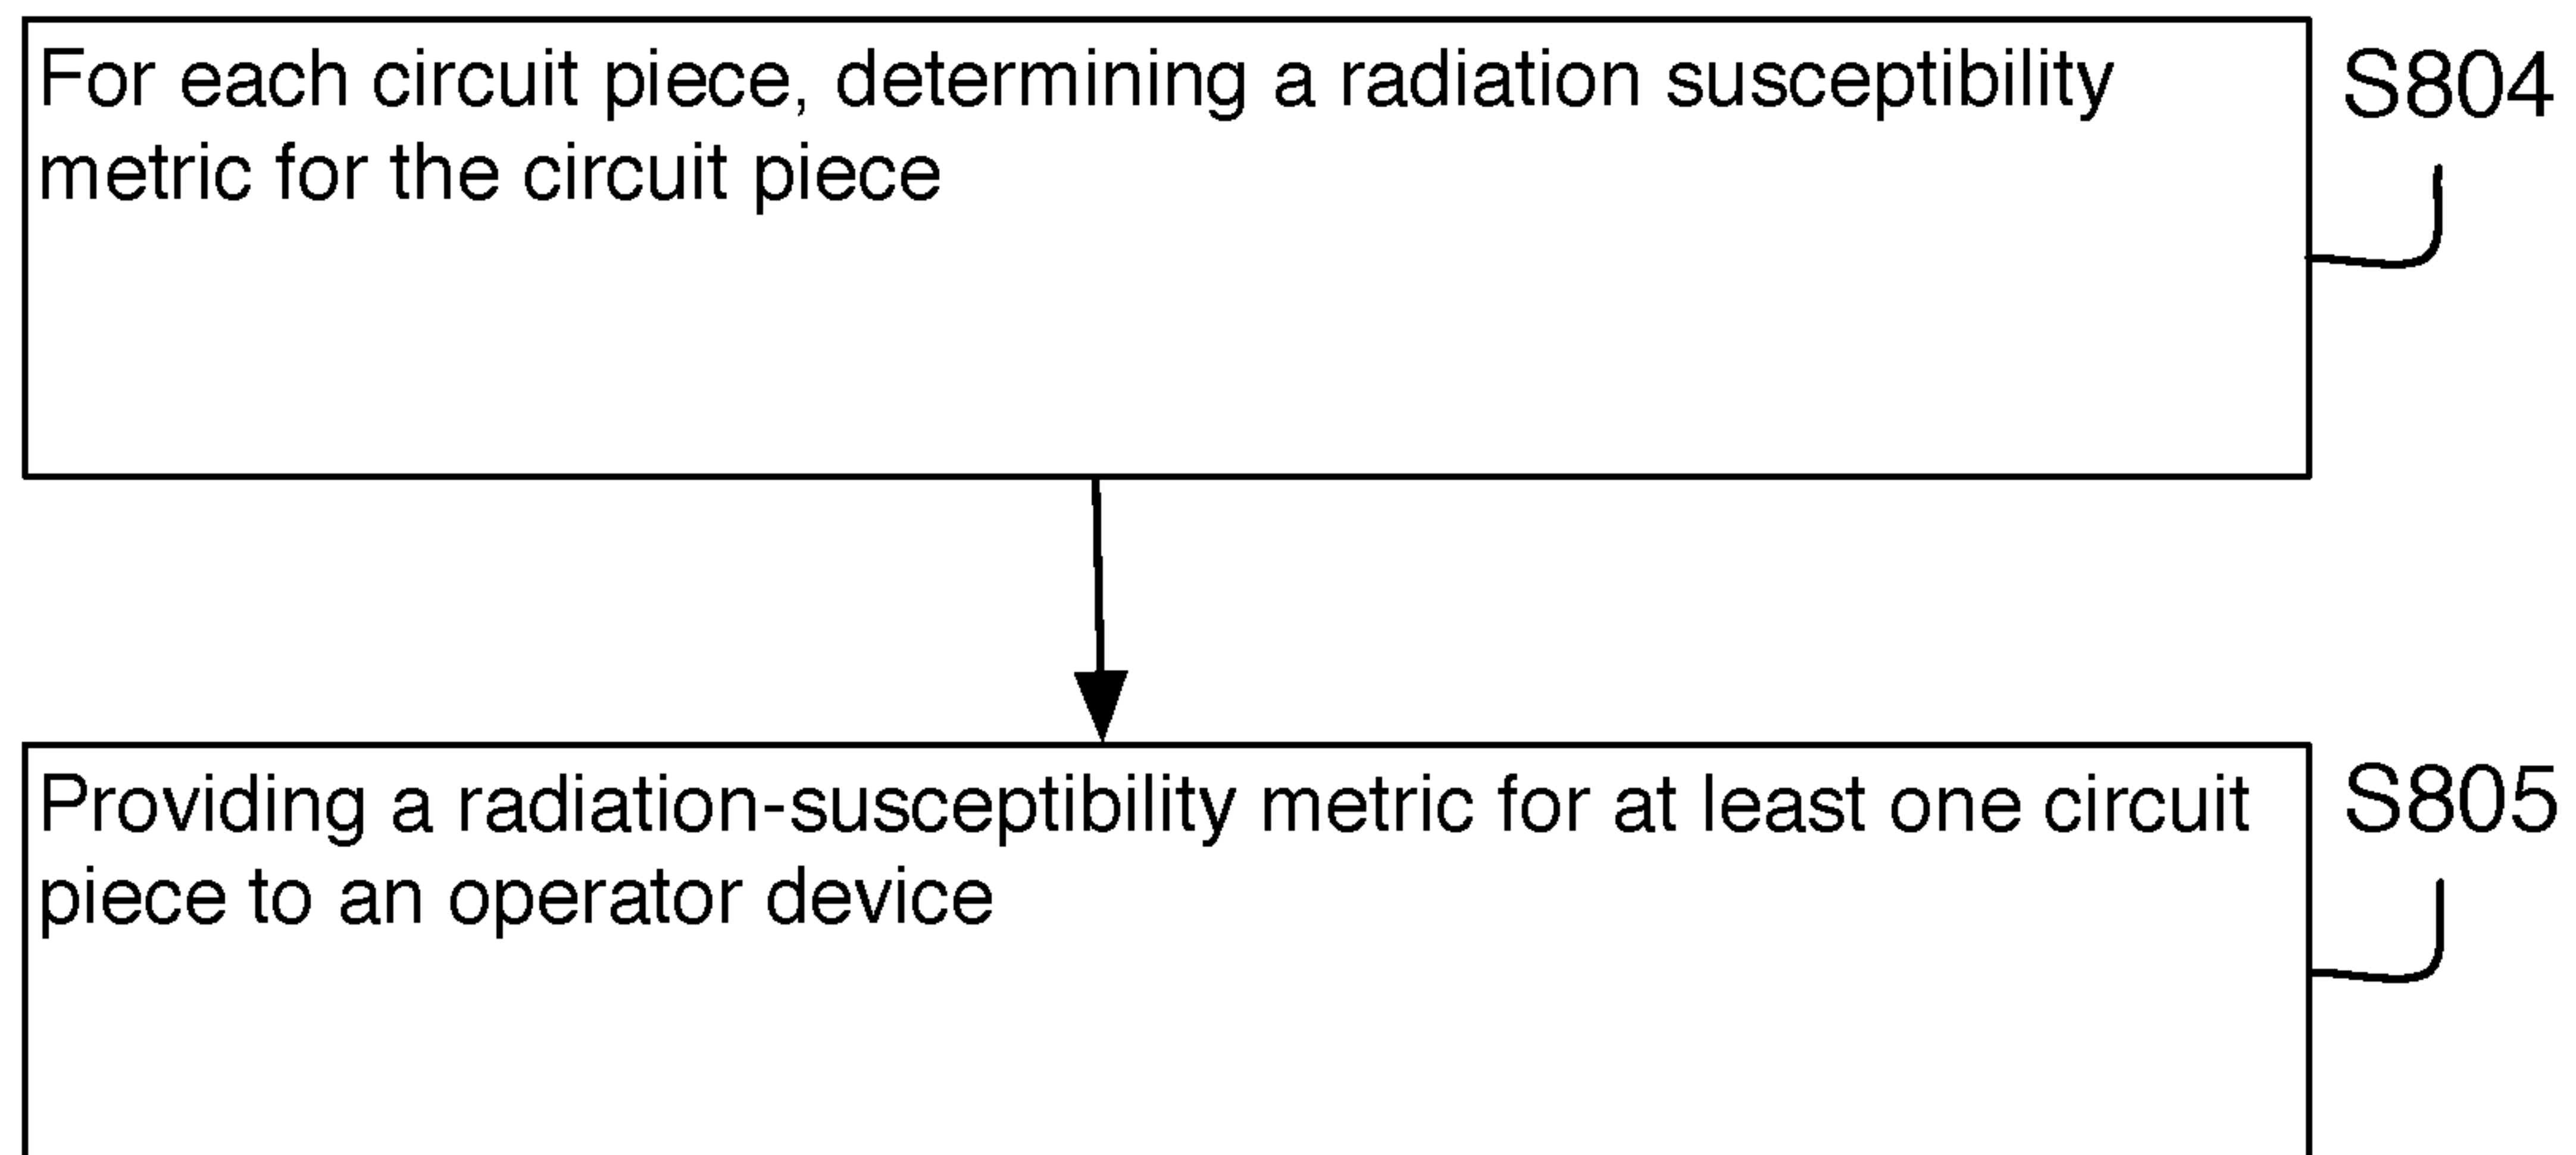 For each circuit piece, determining a radiation susceptibility
metric for the circuit piece
S804
Providing a radiation-susceptibility metric for at least one circuit
piece to an operator device
S805